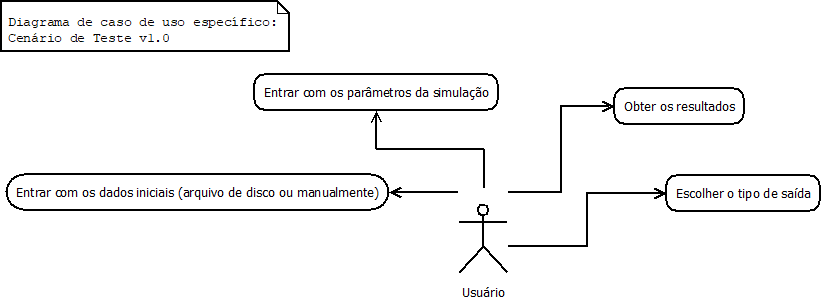 Diagrama de caso de uso específico:
Cenário de Teste v1.0
Entrar com os parâmetros da simulação
Obter os resultados
Entrar com os dados iniciais (arquivo de disco ou manualmente)
Escolher o tipo de saída
Usuário